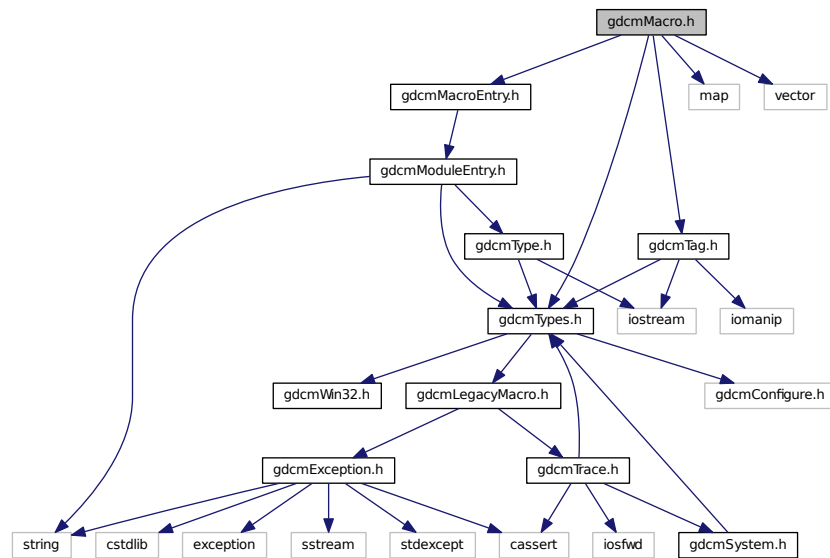 gdcmMacro.h
gdcmMacroEntry.h
map
vector
gdcmModuleEntry.h
gdcmType.h
gdcmTag.h
gdcmTypes.h
iostream
iomanip
gdcmWin32.h
gdcmLegacyMacro.h
gdcmConfigure.h
gdcmException.h
gdcmTrace.h
string
cstdlib
exception
sstream
stdexcept
cassert
iosfwd
gdcmSystem.h